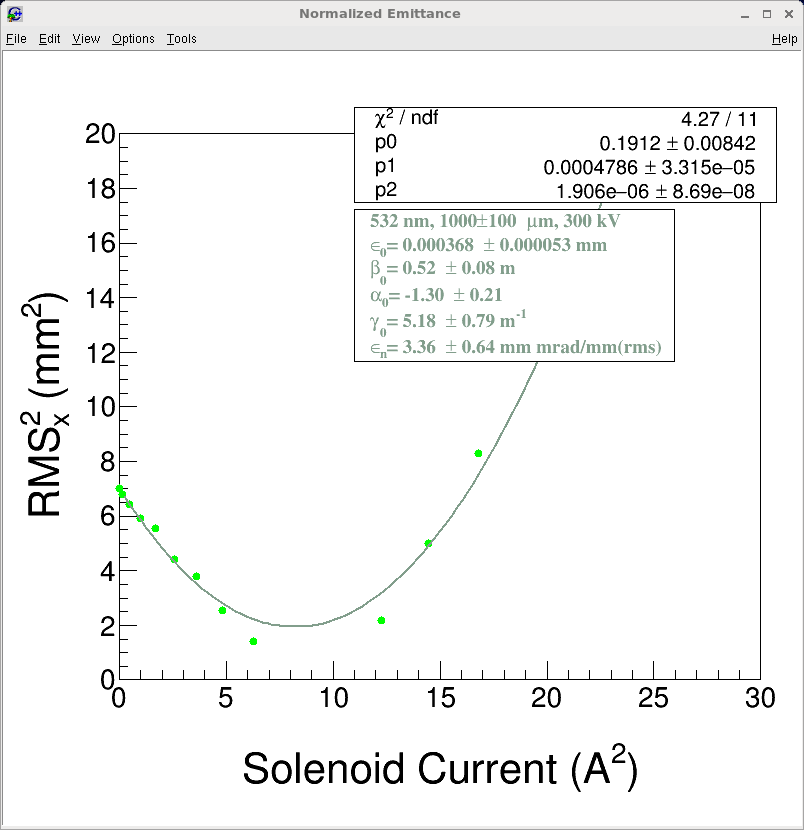 Normalized Emittance
File Edit View Options Tools Help
χ² / ndf 4.27 / 11
p0 0.1912 ± 0.00842
p1 0.0004786 ± 3.315e–05
p2 1.906e–06 ± 8.69e–08
532 nm, 1000±100 μm, 300 kV
∈₀= 0.000368 ± 0.000053 mm
β₀= 0.52 ± 0.08 m
α₀= -1.30 ± 0.21
γ₀= 5.18 ± 0.79 m⁻¹
∈ₙ= 3.36 ± 0.64 mm mrad/mm(rms)
20
18
16
14
12
10
8
6
4
2
0
RMS²ₓ (mm²)
0 5 10 15 20 25 30
Solenoid Current (A²)